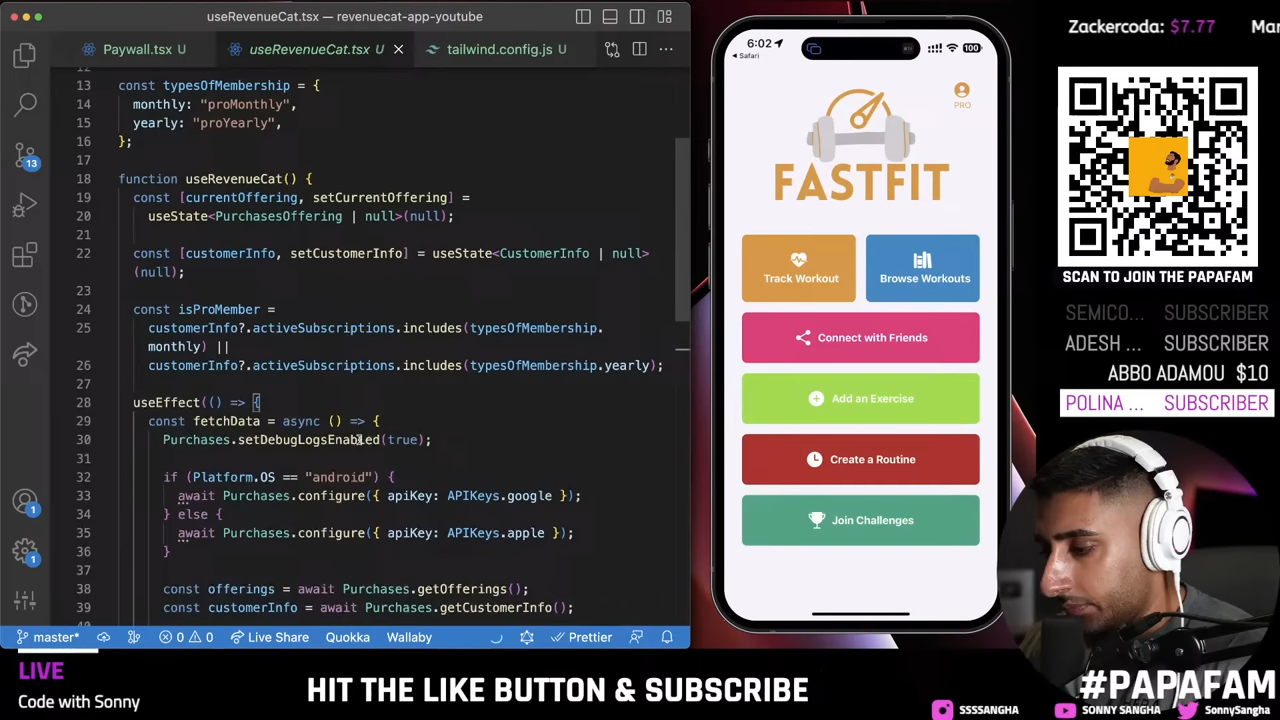 useRevenueCat.tsx — revenuecat-app-youtube
Paywall.tsx U
useRevenueCat.tsx U
tailwind.config.js U
13 const typesOfMembership = {
14 monthly: "proMonthly",
15 yearly: "proYearly",
16 };
17
18 function useRevenueCat() {
19 const [currentOffering, setCurrentOffering] =
20 useState<PurchasesOffering | null>(null);
21
22 const [customerInfo, setCustomerInfo] = useState<CustomerInfo | null>
(null);
23
24 const isProMember =
25 customerInfo?.activeSubscriptions.includes(typesOfMembership.
monthly) ||
26 customerInfo?.activeSubscriptions.includes(typesOfMembership.yearly);
27
28 useEffect(() => {
29 const fetchData = async () => {
30 Purchases.setDebugLogsEnabled(true);
31
32 if (Platform.OS == "android") {
33 await Purchases.configure({ apiKey: APIKeys.google });
34 } else {
35 await Purchases.configure({ apiKey: APIKeys.apple });
36 }
38 const offerings = await Purchases.getOfferings();
39 const customerInfo = await Purchases.getCustomerInfo();
13
1
1
master*
0 0
Live Share
Quokka
Wallaby
Prettier
6:02
Safari
100
PRO
FASTFIT
Track Workout
Browse Workouts
Connect with Friends
Add an Exercise
Create a Routine
Join Challenges
Zackercoda: $7.77
Mar
SCAN TO JOIN THE PAPAFAM
SEMICO... SUBSCRIBER
ADESH ... SUBSCRIBER
ABBO ADAMOU $10
POLINA ... SUBSCRIBER
LIVE
Code with Sonny
HIT THE LIKE BUTTON & SUBSCRIBE
#PAPAFAM
SSSSANGHA
SONNY SANGHA
SonnySangha